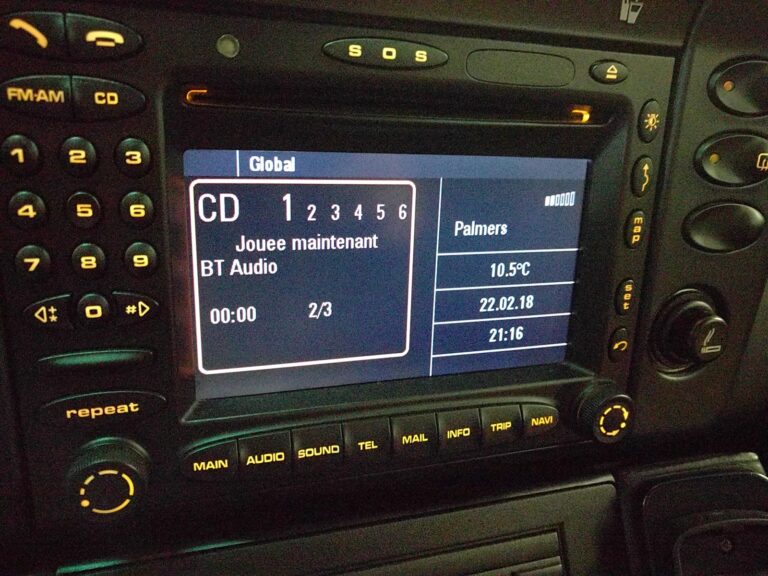 SOS
FM·AM CD
1 2 3
4 5 6
7 8 9
* 0 #
repeat
Global
CD 1 2 3 4 5 6
Jouee maintenant
BT Audio
00:00 2/3
Palmers
10.5°C
22.02.18
21:16
map
set
MAIN AUDIO SOUND TEL MAIL INFO TRIP NAVI